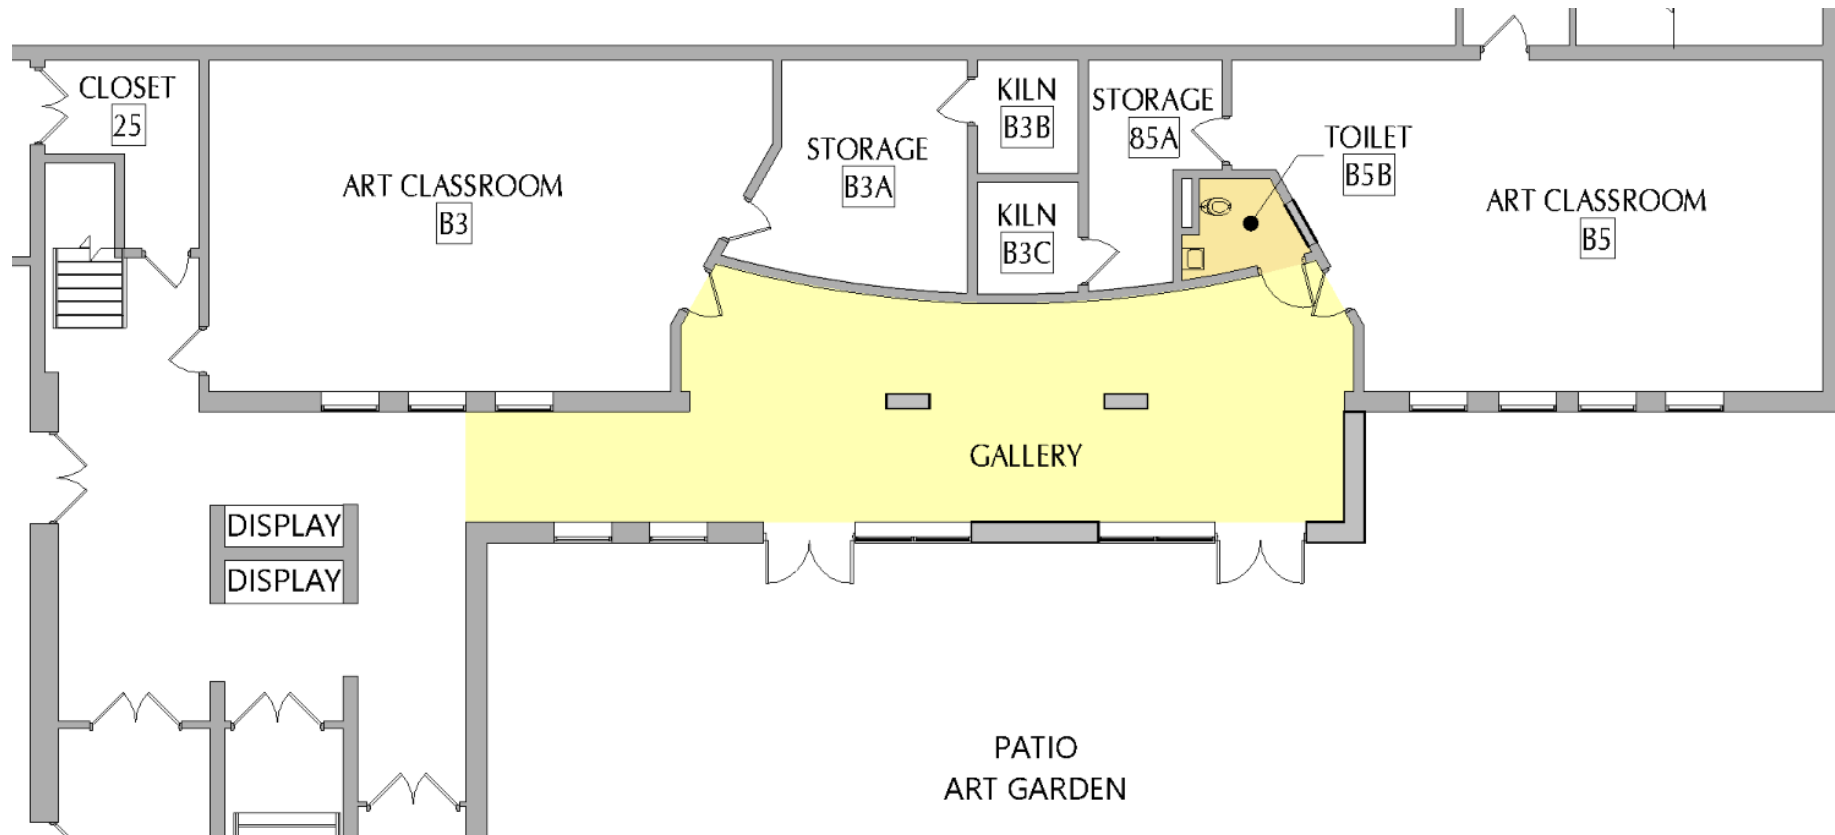 CLOSET
25
ART CLASSROOM
B3
STORAGE
B3A
KILN
B3B
KILN
B3C
STORAGE
85A
TOILET
B5B
ART CLASSROOM
B5
GALLERY
DISPLAY
DISPLAY
PATIO
ART GARDEN